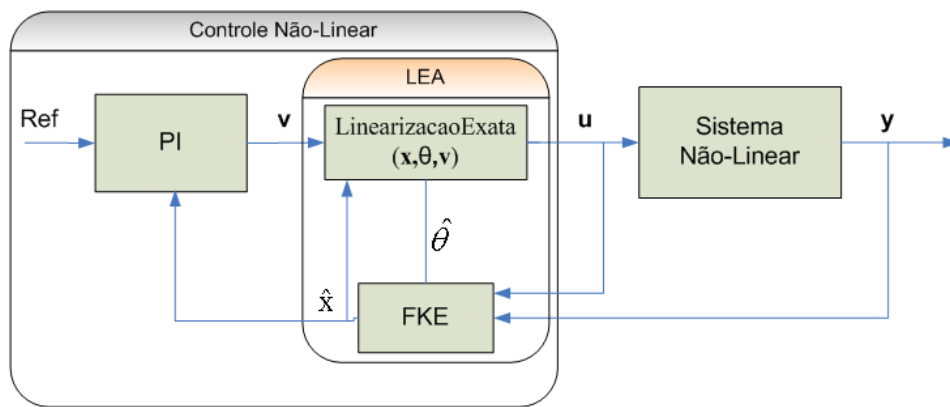 Controle Não-Linear
LEA
Ref
PI
v
LinearizacaoExata
(x,θ,v)
u
Sistema
Não-Linear
y
θ̂
x̂
FKE